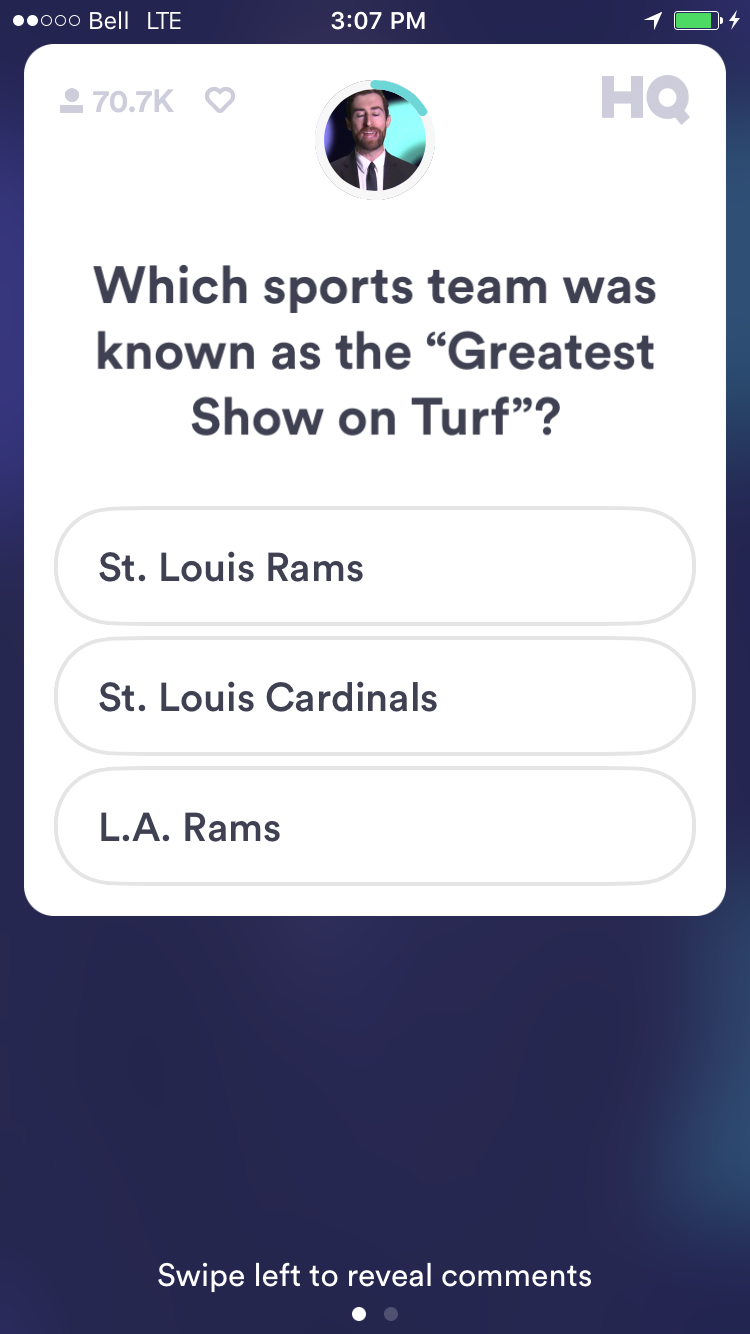 Bell LTE 3:07 PM
70.7K HQ
Which sports team was
known as the “Greatest
Show on Turf”?
St. Louis Rams
St. Louis Cardinals
L.A. Rams
Swipe left to reveal comments